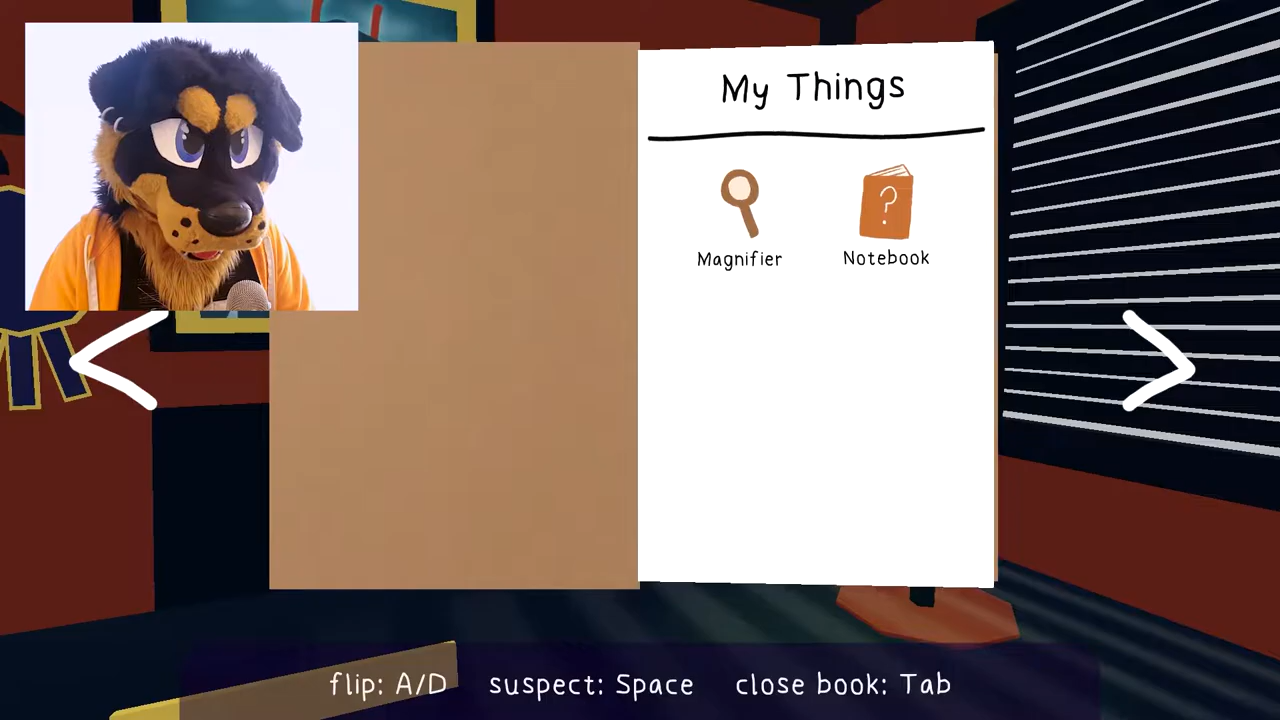 My Things
Magnifier Notebook
flip: A/D suspect: Space close book: Tab